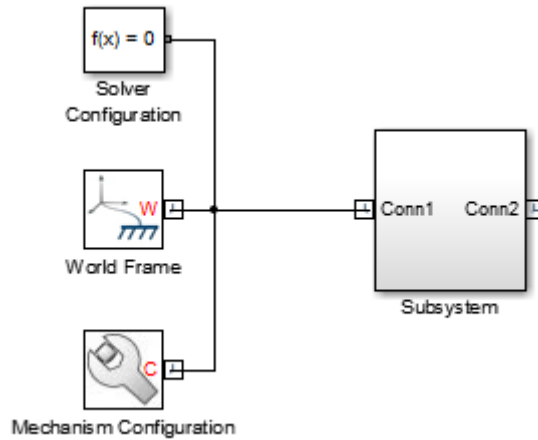 f(x) = 0
Solver
Configuration
W
World Frame
C
Mechanism Configuration
Conn1 Conn2
Subsystem